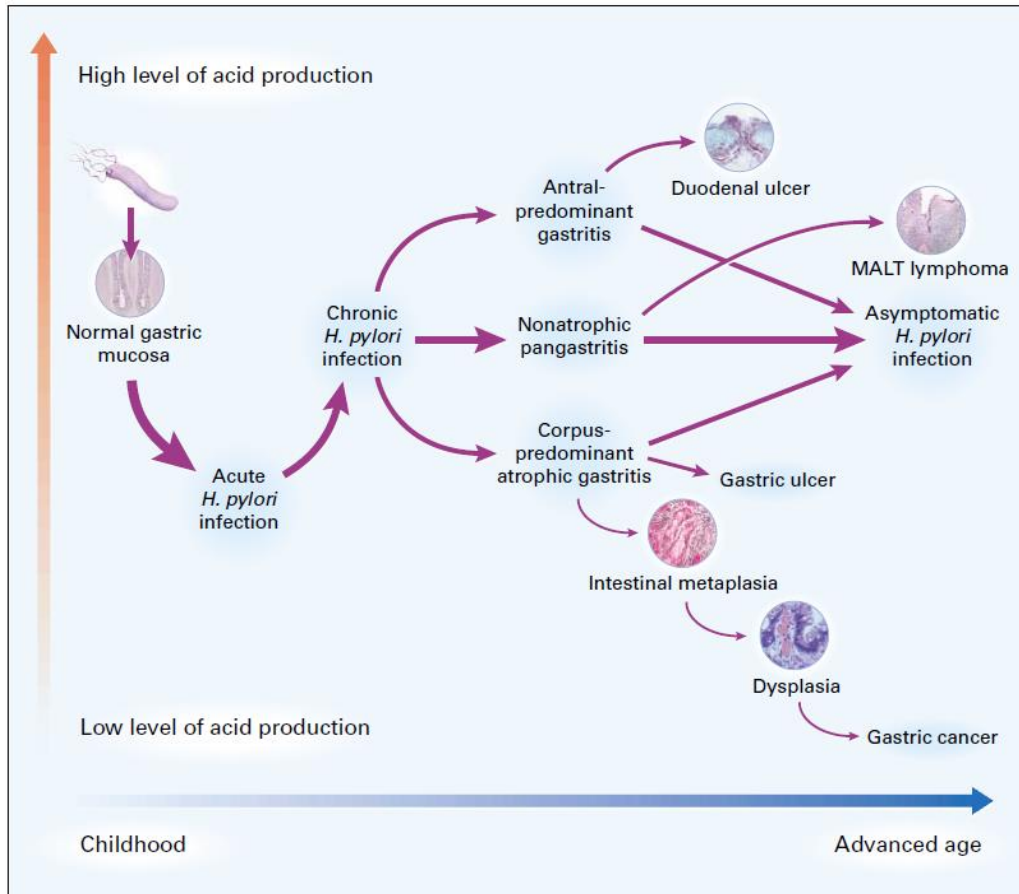 High level of acid production
Duodenal ulcer
Antral-
predominant
gastritis
MALT lymphoma
Normal gastric
mucosa
Chronic
H. pylori
infection
Nonatrophic
pangastritis
Asymptomatic
H. pylori
infection
Acute
H. pylori
infection
Corpus-
predominant
atrophic gastritis
Gastric ulcer
Intestinal metaplasia
Dysplasia
Low level of acid production
Gastric cancer
Childhood
Advanced age